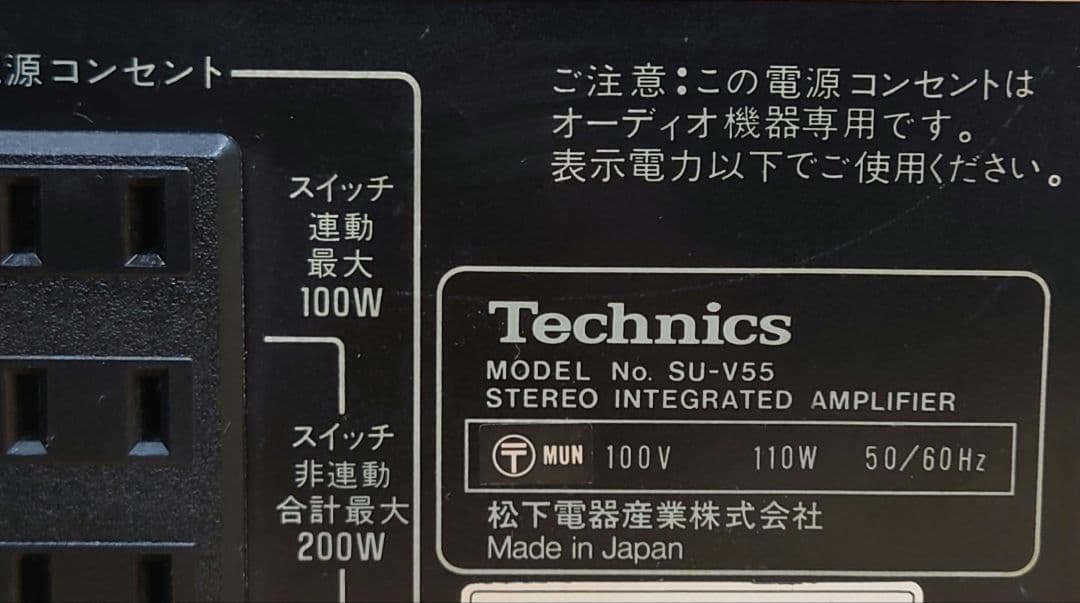 源コンセント
スイッチ
連動
最大
100W
スイッチ
非連動
合計最大
200W
ご注意:この電源コンセントは
オーディオ機器専用です。
表示電力以下でご使用ください。
Technics
MODEL No. SU-V55
STEREO INTEGRATED AMPLIFIER
〒 MUN 100V 110W 50/60Hz
松下電器産業株式会社
Made in Japan